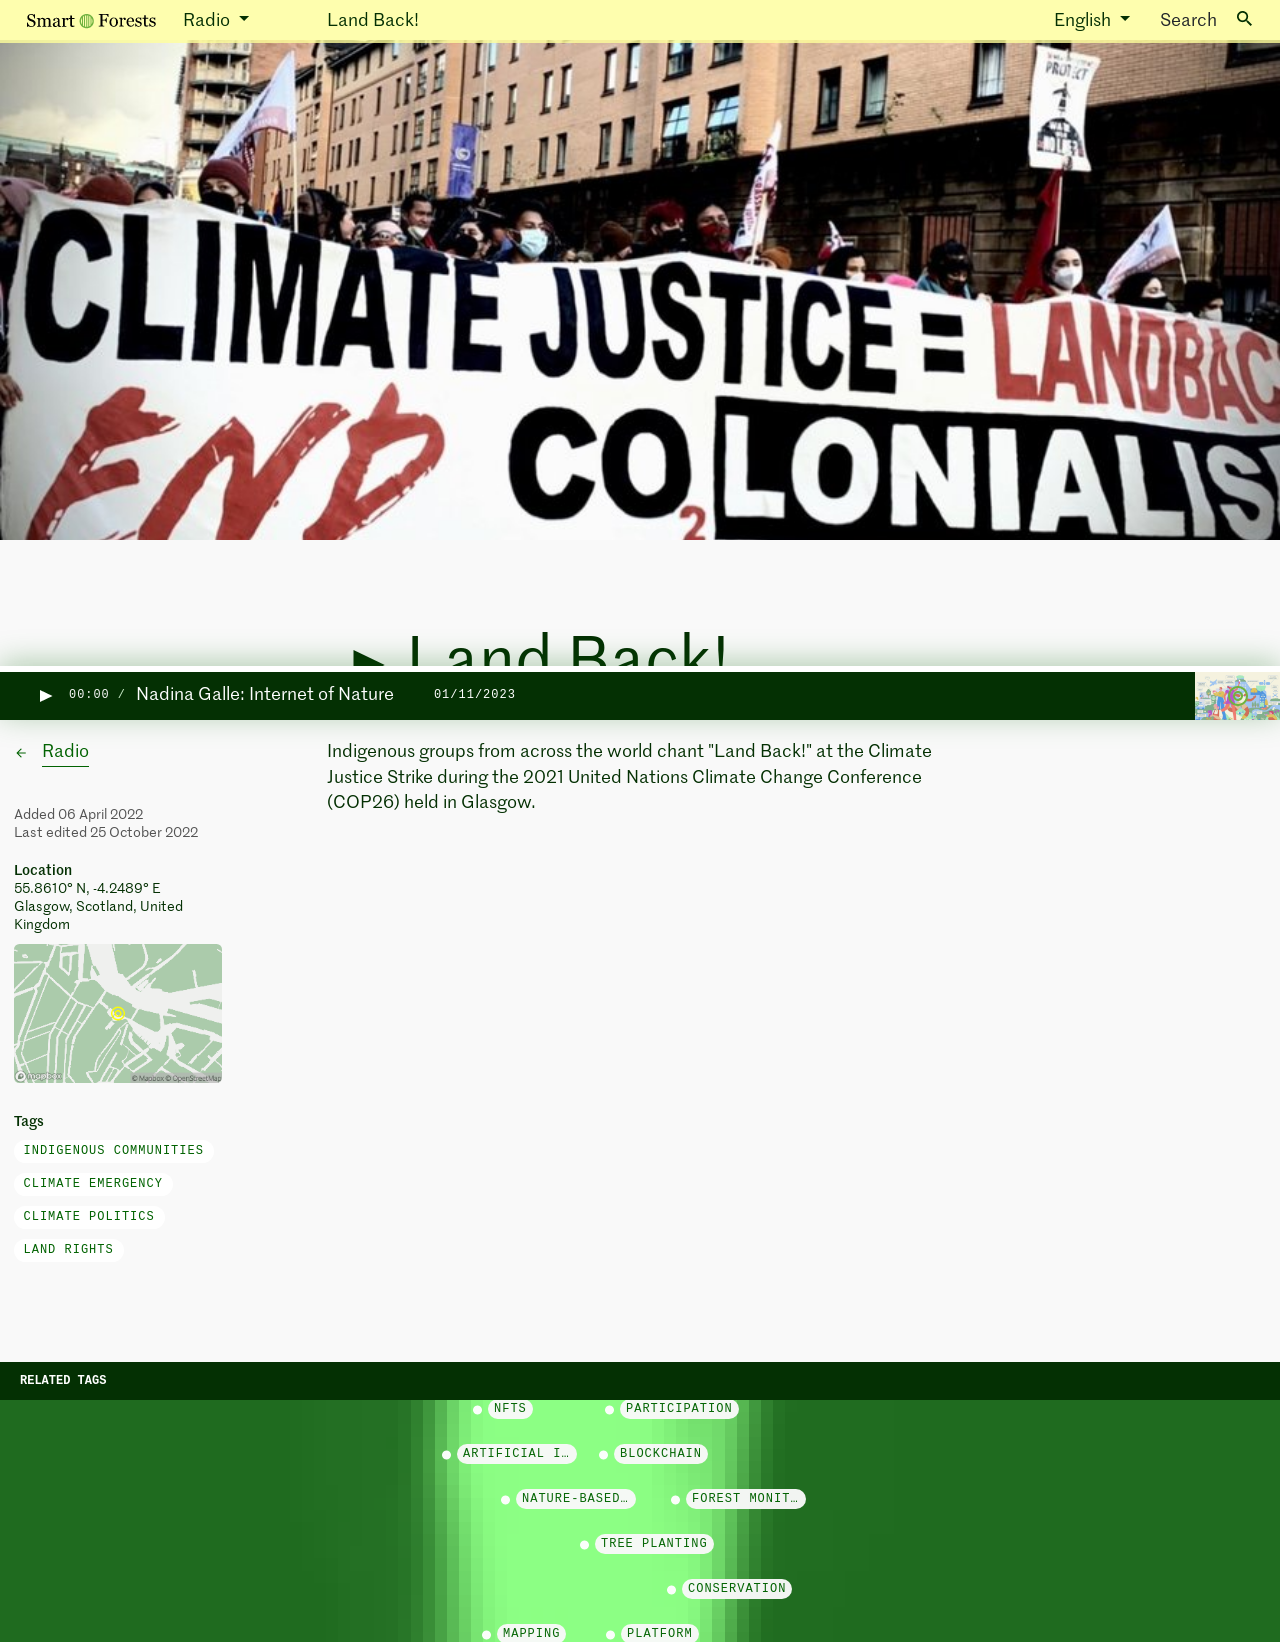 Smart Forests
Radio
Land Back!
English
Search
PROTECT
CLIMATE JUSTICE = LANDBAC
END CO2LONIALIS
Land Back!
00:00 / Nadina Galle: Internet of Nature 01/11/2023
Radio
Added 06 April 2022
Last edited 25 October 2022
Location
55.8610° N, -4.2489° E
Glasgow, Scotland, United
Kingdom
mapbox
© Mapbox © OpenStreetMap
Tags
INDIGENOUS COMMUNITIES
CLIMATE EMERGENCY
CLIMATE POLITICS
LAND RIGHTS
Indigenous groups from across the world chant "Land Back!" at the Climate
Justice Strike during the 2021 United Nations Climate Change Conference
(COP26) held in Glasgow.
RELATED TAGS
NFTS
PARTICIPATION
ARTIFICIAL I…
BLOCKCHAIN
NATURE-BASED…
FOREST MONIT…
TREE PLANTING
CONSERVATION
MAPPING
PLATFORM